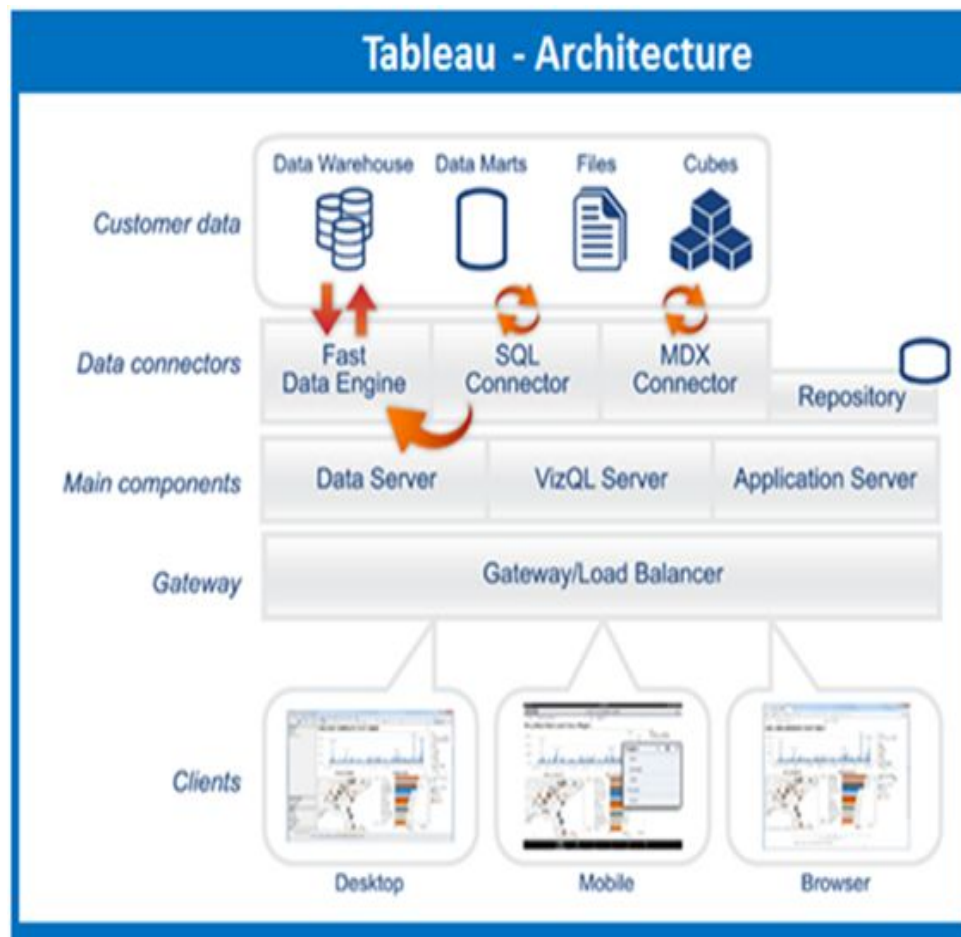 Tableau - Architecture
Data Warehouse Data Marts Files Cubes
Customer data
Data connectors
Fast
Data Engine
SQL
Connector
MDX
Connector
Repository
Main components
Data Server VizQL Server Application Server
Gateway
Gateway/Load Balancer
Clients
Desktop Mobile Browser